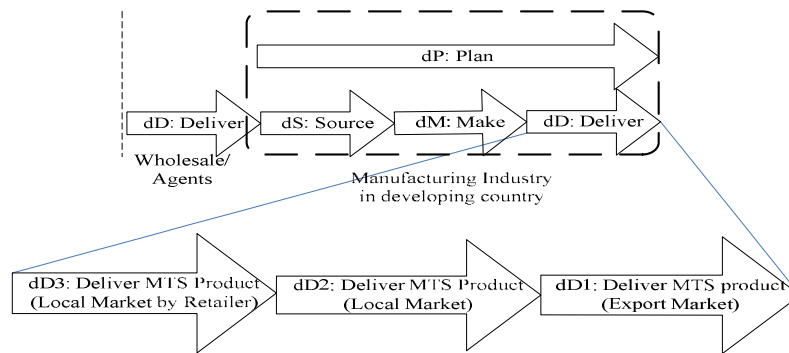 dP: Plan
dD: Deliver
dS: Source
dM: Make
dD: Deliver
Wholesale/
Agents
Manufacturing Industry
in developing country
dD3: Deliver MTS Product
(Local Market by Retailer)
dD2: Deliver MTS Product
(Local Market)
dD1: Deliver MTS product
(Export Market)